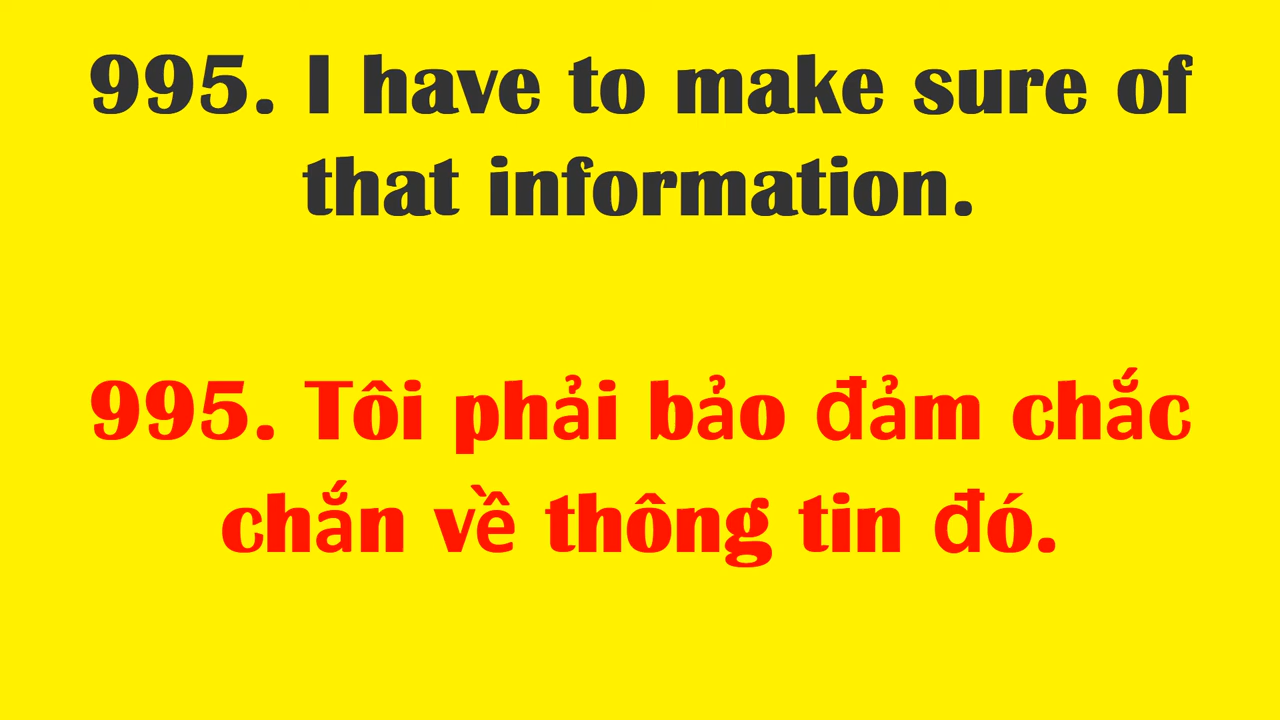 995. I have to make sure of
that information.
995. Tôi phải bảo đảm chắc
chắn về thông tin đó.